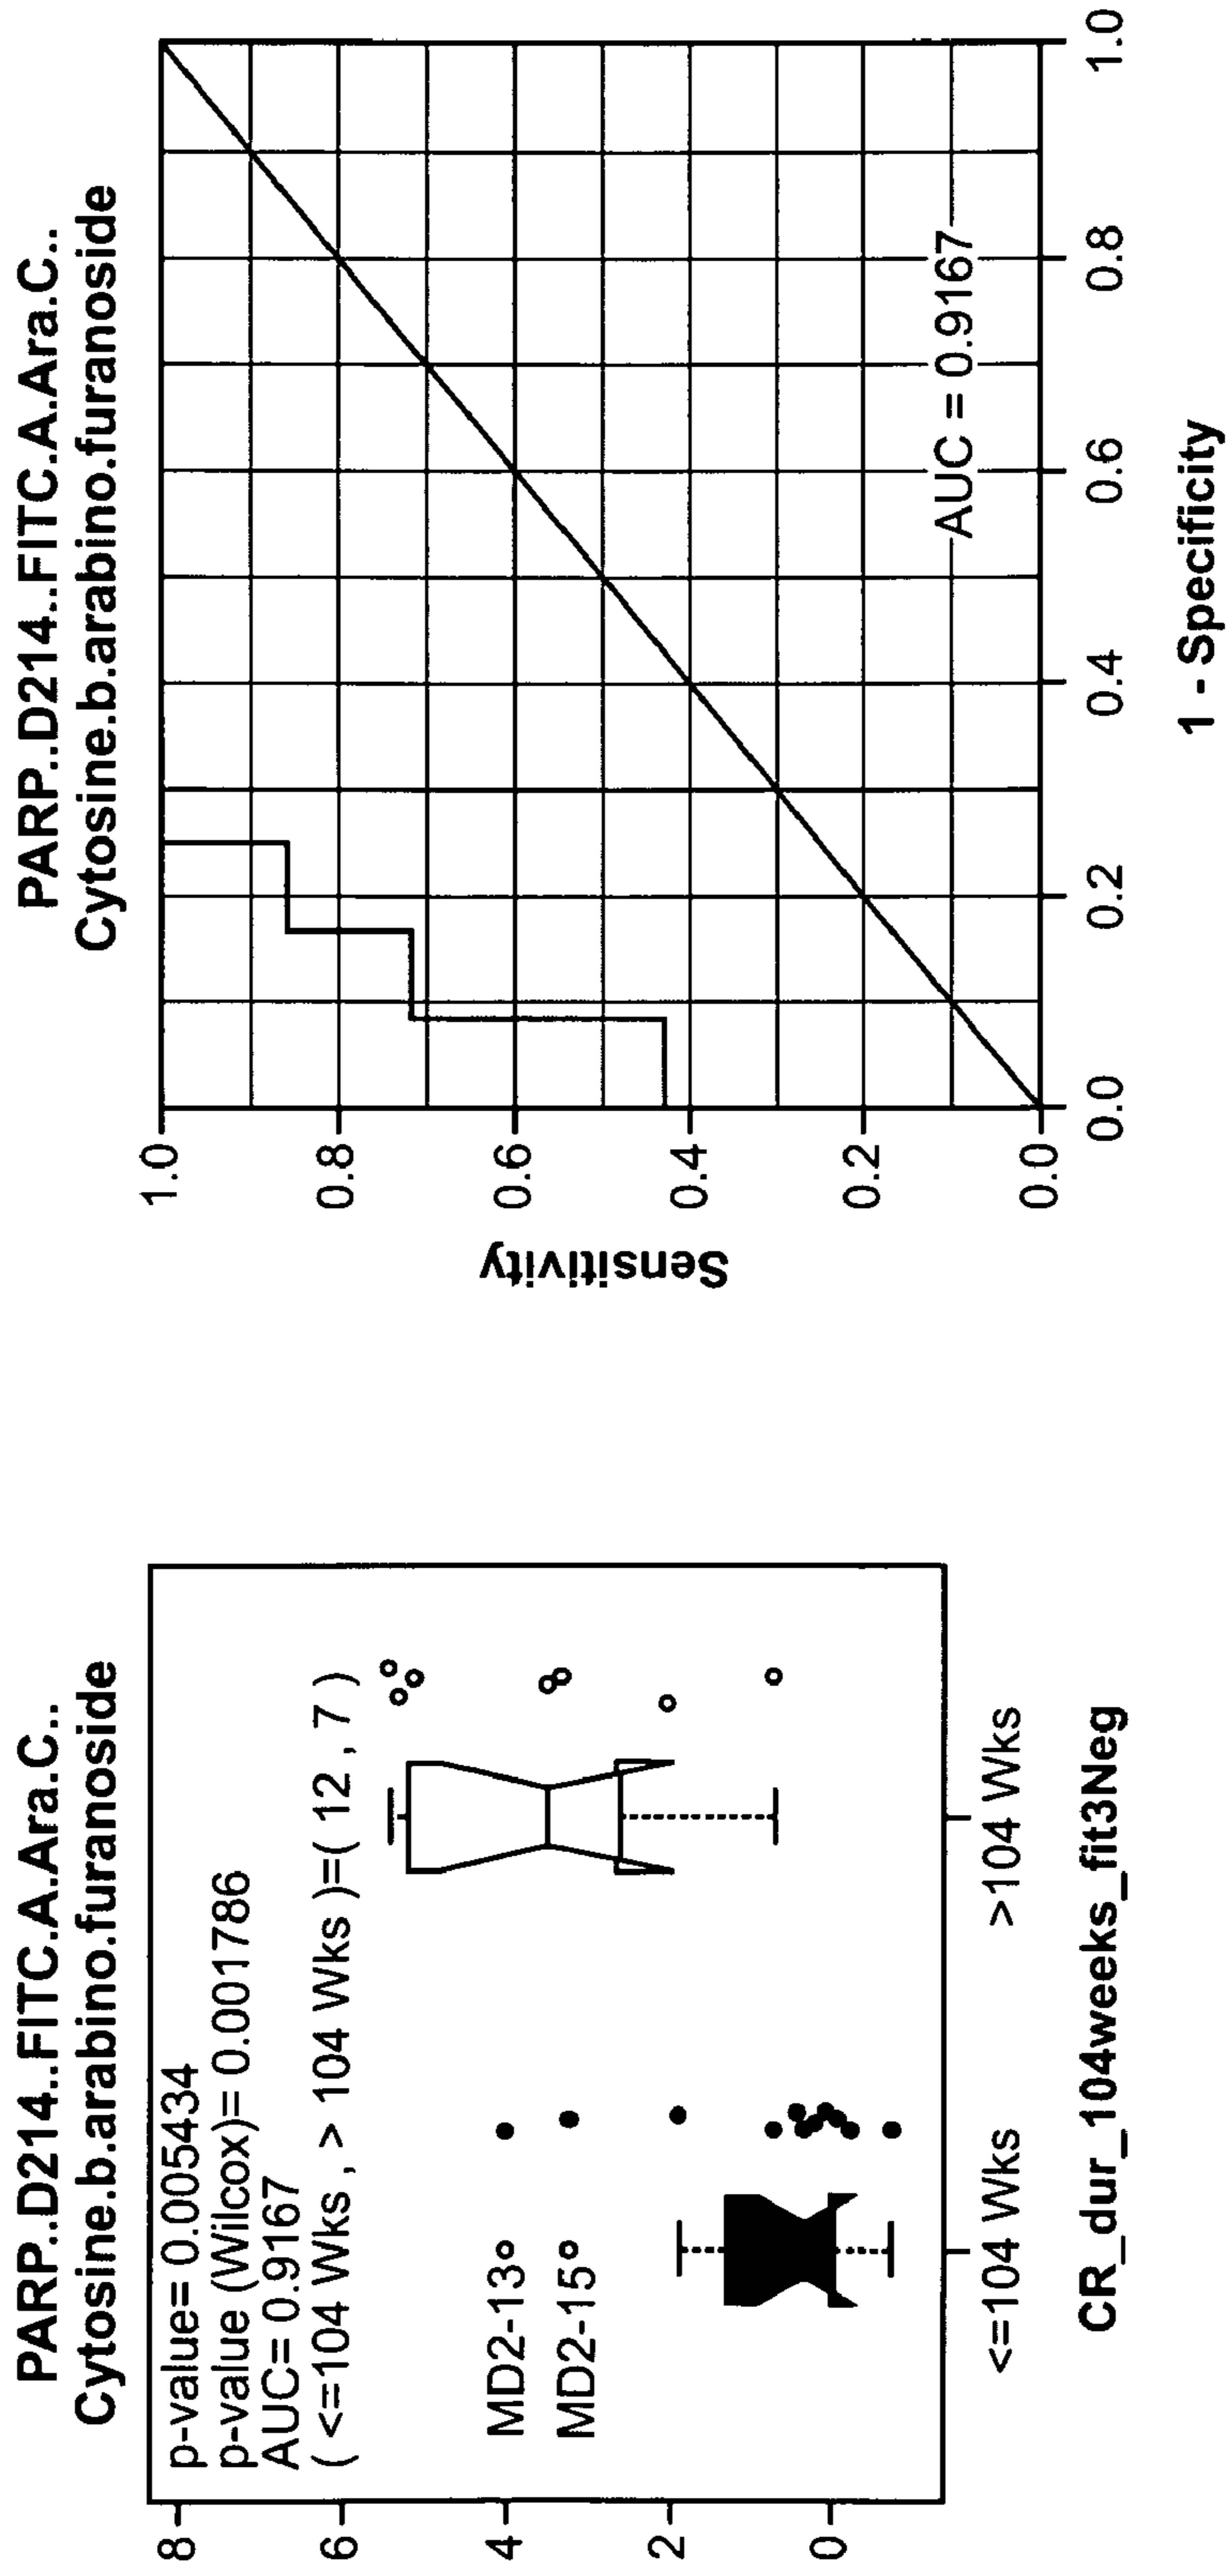 PARP..D214..FITC.A.Ara.C..
Cytosine.b.arabino.furanoside
p-value= 0.005434
p-value (Wilcox)= 0.001786
AUC= 0.9167
( <=104 Wks , > 104 Wks )=( 12 , 7 )
MD2-13
MD2-15
8
6
4
2
0
<=104 Wks
>104 Wks
CR_dur_104weeks_fit3Neg
PARP..D214..FITC.A.Ara.C..
Cytosine.b.arabino.furanoside
Sensitivity
1.0
0.8
0.6
0.4
0.2
0.0
AUC = 0.9167
0.0
0.2
0.4
0.6
0.8
1.0
1 - Specificity